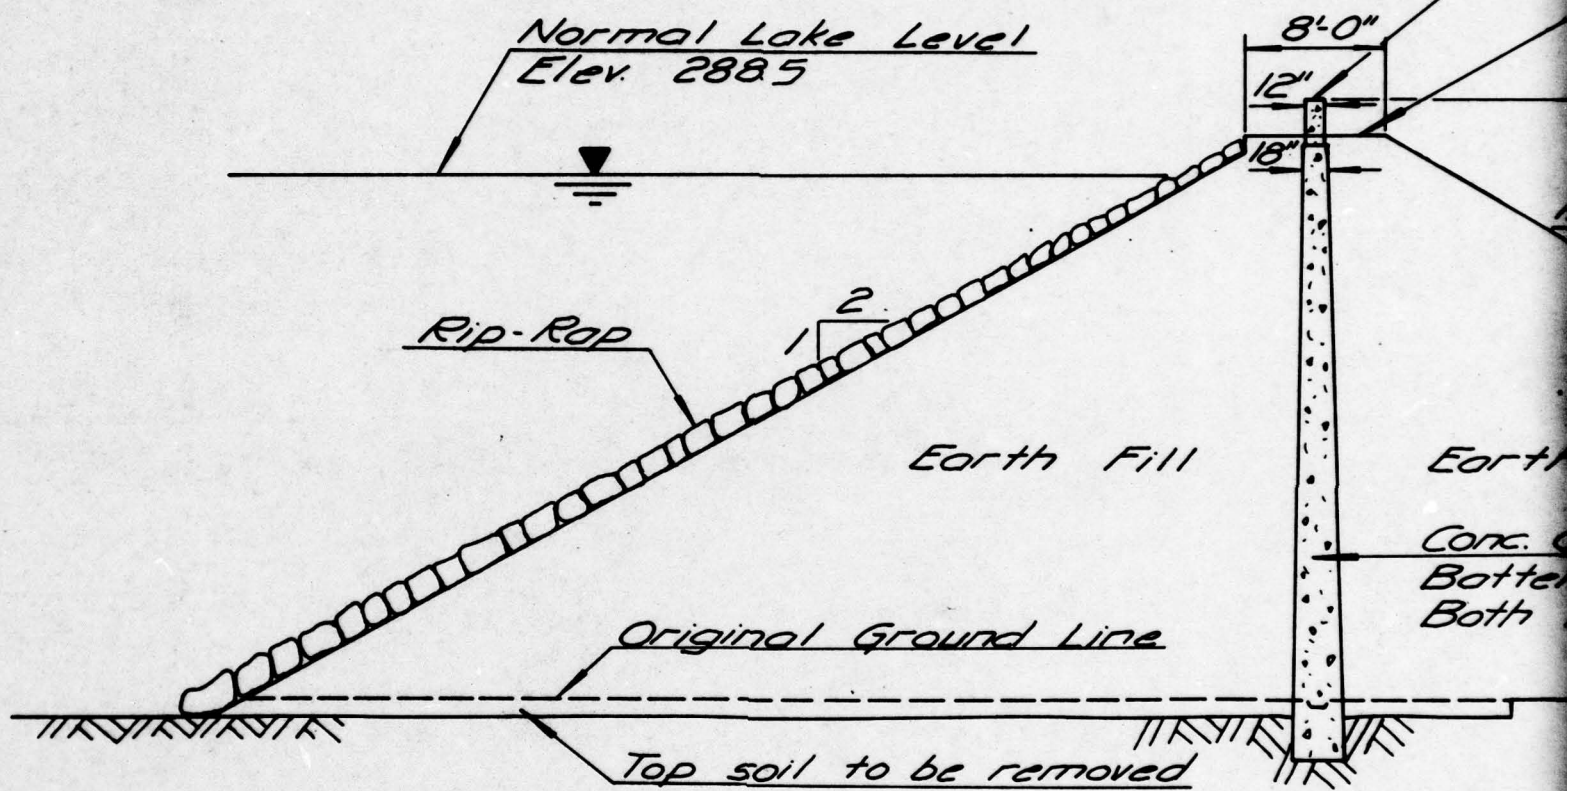 Normal Lake Level
Elev. 288.5
8'-0"
12"
18"
2
1
Rip-Rap
Earth Fill
Eart
Conc.
Both
Original Ground Line
Top soil to be removed